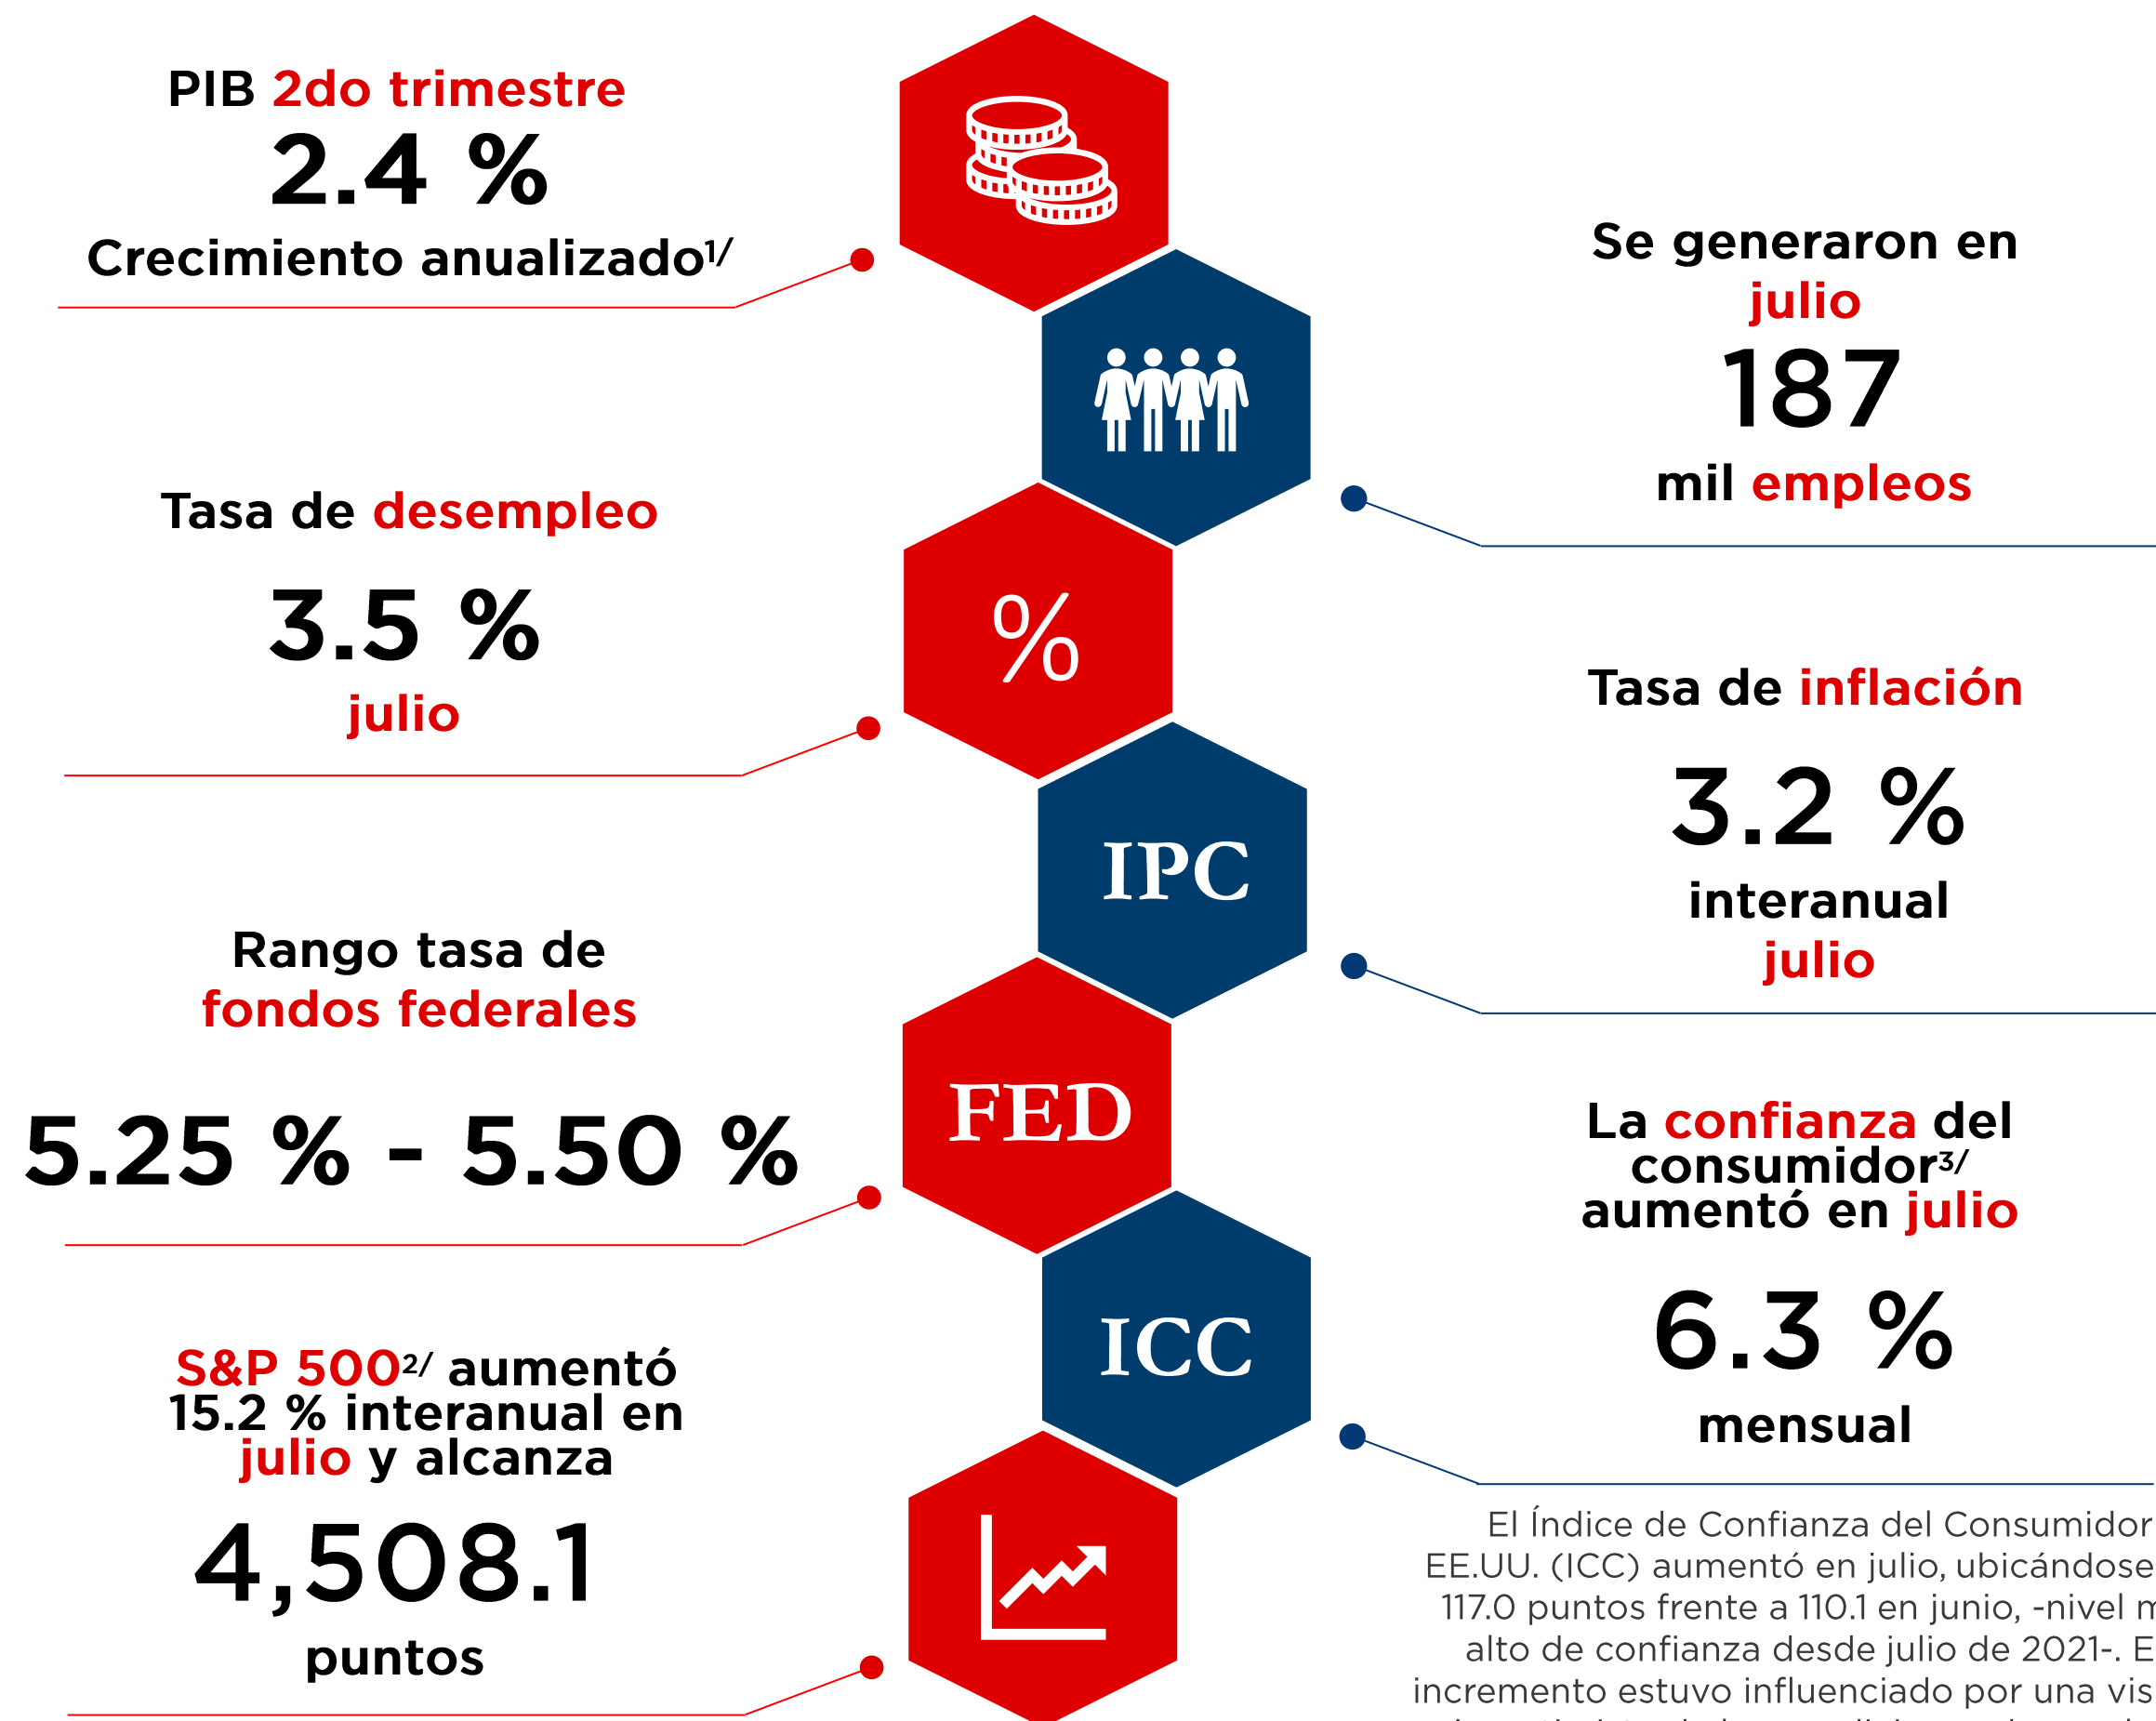 PIB 2do trimestre
2.4 %
Crecimiento anualizado1/
Se generaron en
julio
187
mil empleos
Tasa de desempleo
3.5 %
julio
%
Tasa de inflación
3.2 %
interanual
julio
IPC
Rango tasa de
fondos federales
5.25 % - 5.50 %
FED
La confianza del
consumidor3/
aumentó en julio
6.3 %
mensual
ICC
S&P 5002/ aumentó
15.2 % interanual en
julio y alcanza
4,508.1
puntos
El Índice de Confianza del Consumidor
EE.UU. (ICC) aumentó en julio, ubicándose
117.0 puntos frente a 110.1 en junio, -nivel
alto de confianza desde julio de 2021-.
incremento estuvo influenciado por una